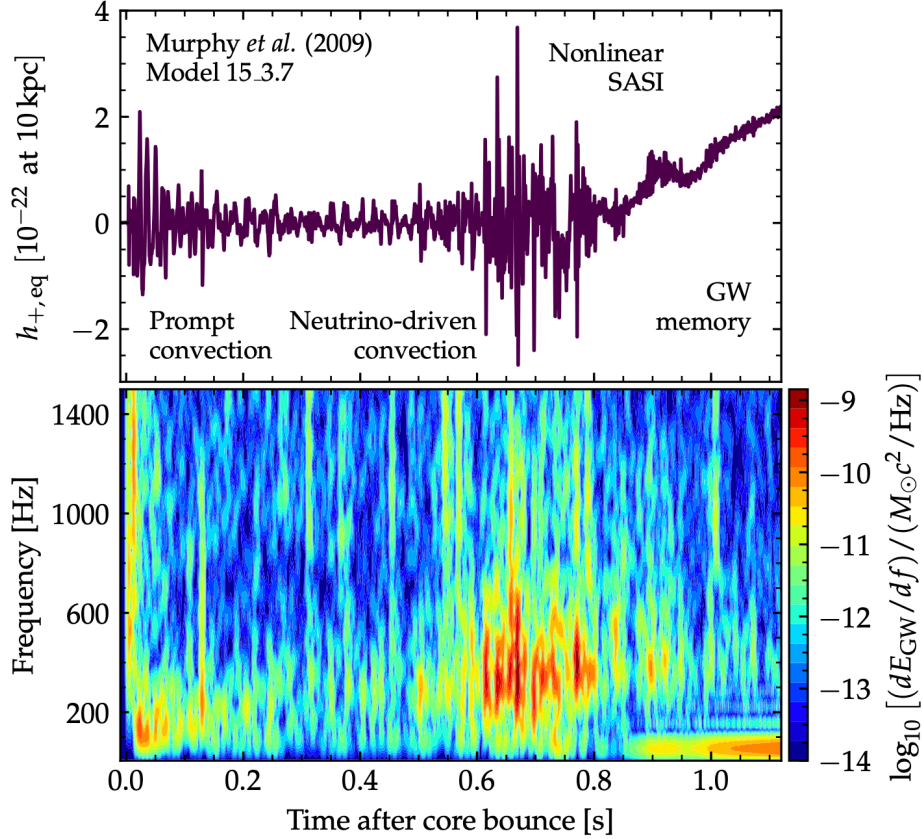 4
2
0
−2
h+,eq [10−22 at 10 kpc]
Murphy et al. (2009)
Model 15_3.7
Nonlinear
SASI
Prompt
convection
Neutrino-driven
convection
GW
memory
1400
1000
600
200
Frequency [Hz]
0.0 0.2 0.4 0.6 0.8 1.0
Time after core bounce [s]
−9
−10
−11
−12
−13
−14
log10 [(dEGW/df)/(M⊙c2/Hz)]